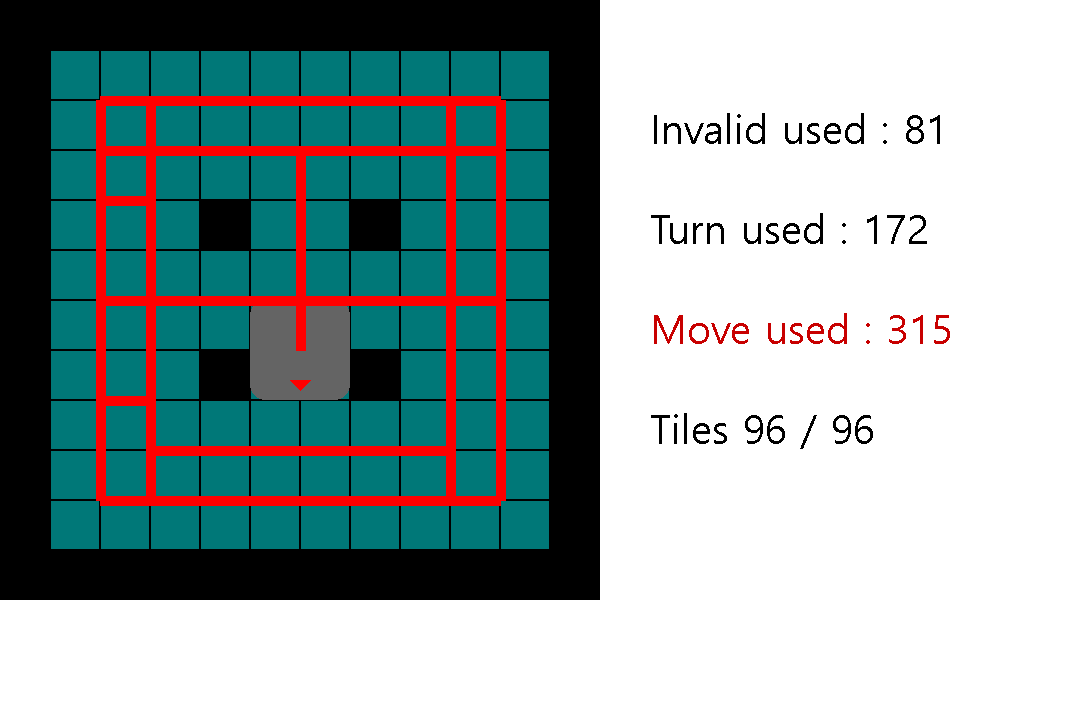 Invalid used : 81
Turn used : 172
Move used : 315
Tiles 96 / 96